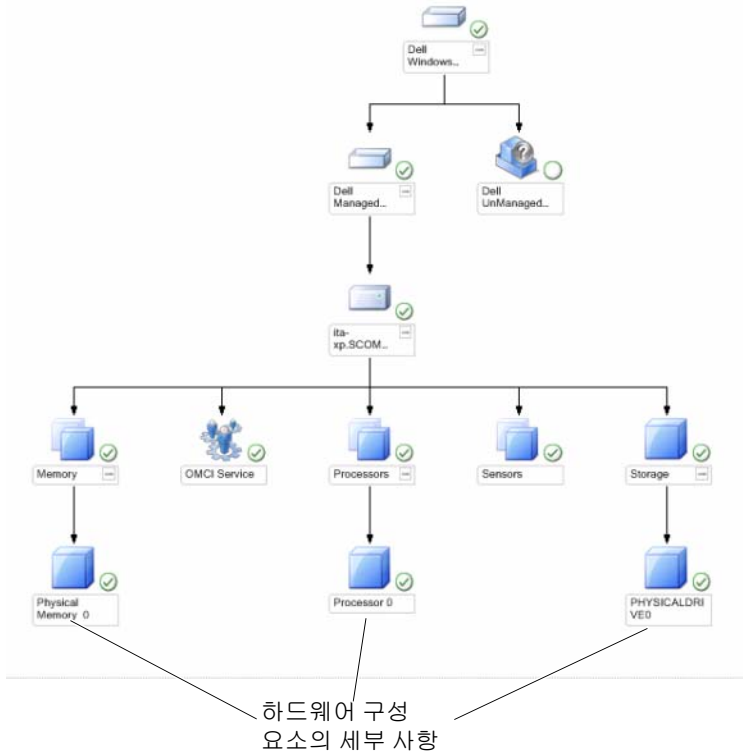 Dell
Windows..
Dell
Managed...
Dell
UnManaged...
ita-
xp.SCOM...
Memory
OMCI Service
Processors
Sensors
Storage
Physical
Memory 0
Processor 0
PHYSICALDRI
VE0
하드웨어 구성
요소의 세부 사항